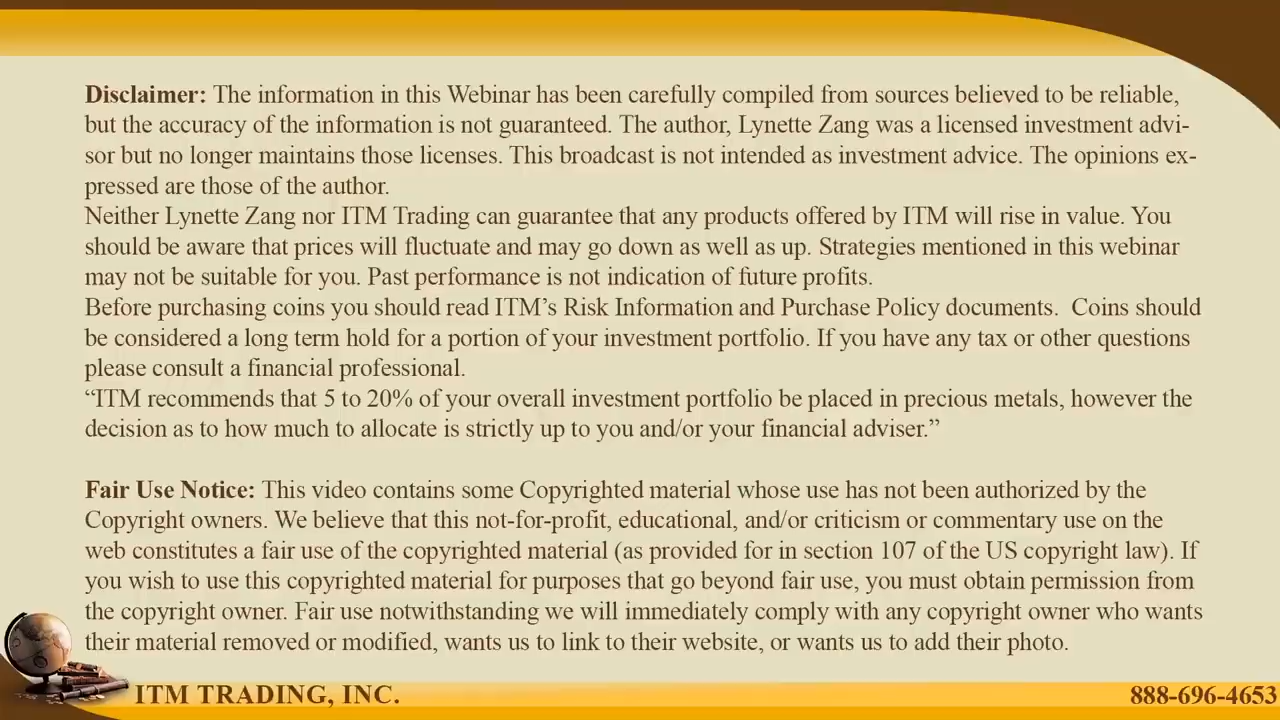 Disclaimer: The information in this Webinar has been carefully compiled from sources believed to be reliable,
but the accuracy of the information is not guaranteed. The author, Lynette Zang was a licensed investment advi-
sor but no longer maintains those licenses. This broadcast is not intended as investment advice. The opinions ex-
pressed are those of the author.
Neither Lynette Zang nor ITM Trading can guarantee that any products offered by ITM will rise in value. You
should be aware that prices will fluctuate and may go down as well as up. Strategies mentioned in this webinar
may not be suitable for you. Past performance is not indication of future profits.
Before purchasing coins you should read ITM’s Risk Information and Purchase Policy documents.  Coins should
be considered a long term hold for a portion of your investment portfolio. If you have any tax or other questions
please consult a financial professional.
“ITM recommends that 5 to 20% of your overall investment portfolio be placed in precious metals, however the
decision as to how much to allocate is strictly up to you and/or your financial adviser.”
Fair Use Notice: This video contains some Copyrighted material whose use has not been authorized by the
Copyright owners. We believe that this not-for-profit, educational, and/or criticism or commentary use on the
web constitutes a fair use of the copyrighted material (as provided for in section 107 of the US copyright law). If
you wish to use this copyrighted material for purposes that go beyond fair use, you must obtain permission from
the copyright owner. Fair use notwithstanding we will immediately comply with any copyright owner who wants
their material removed or modified, wants us to link to their website, or wants us to add their photo.
ITM TRADING, INC.
888-696-4653